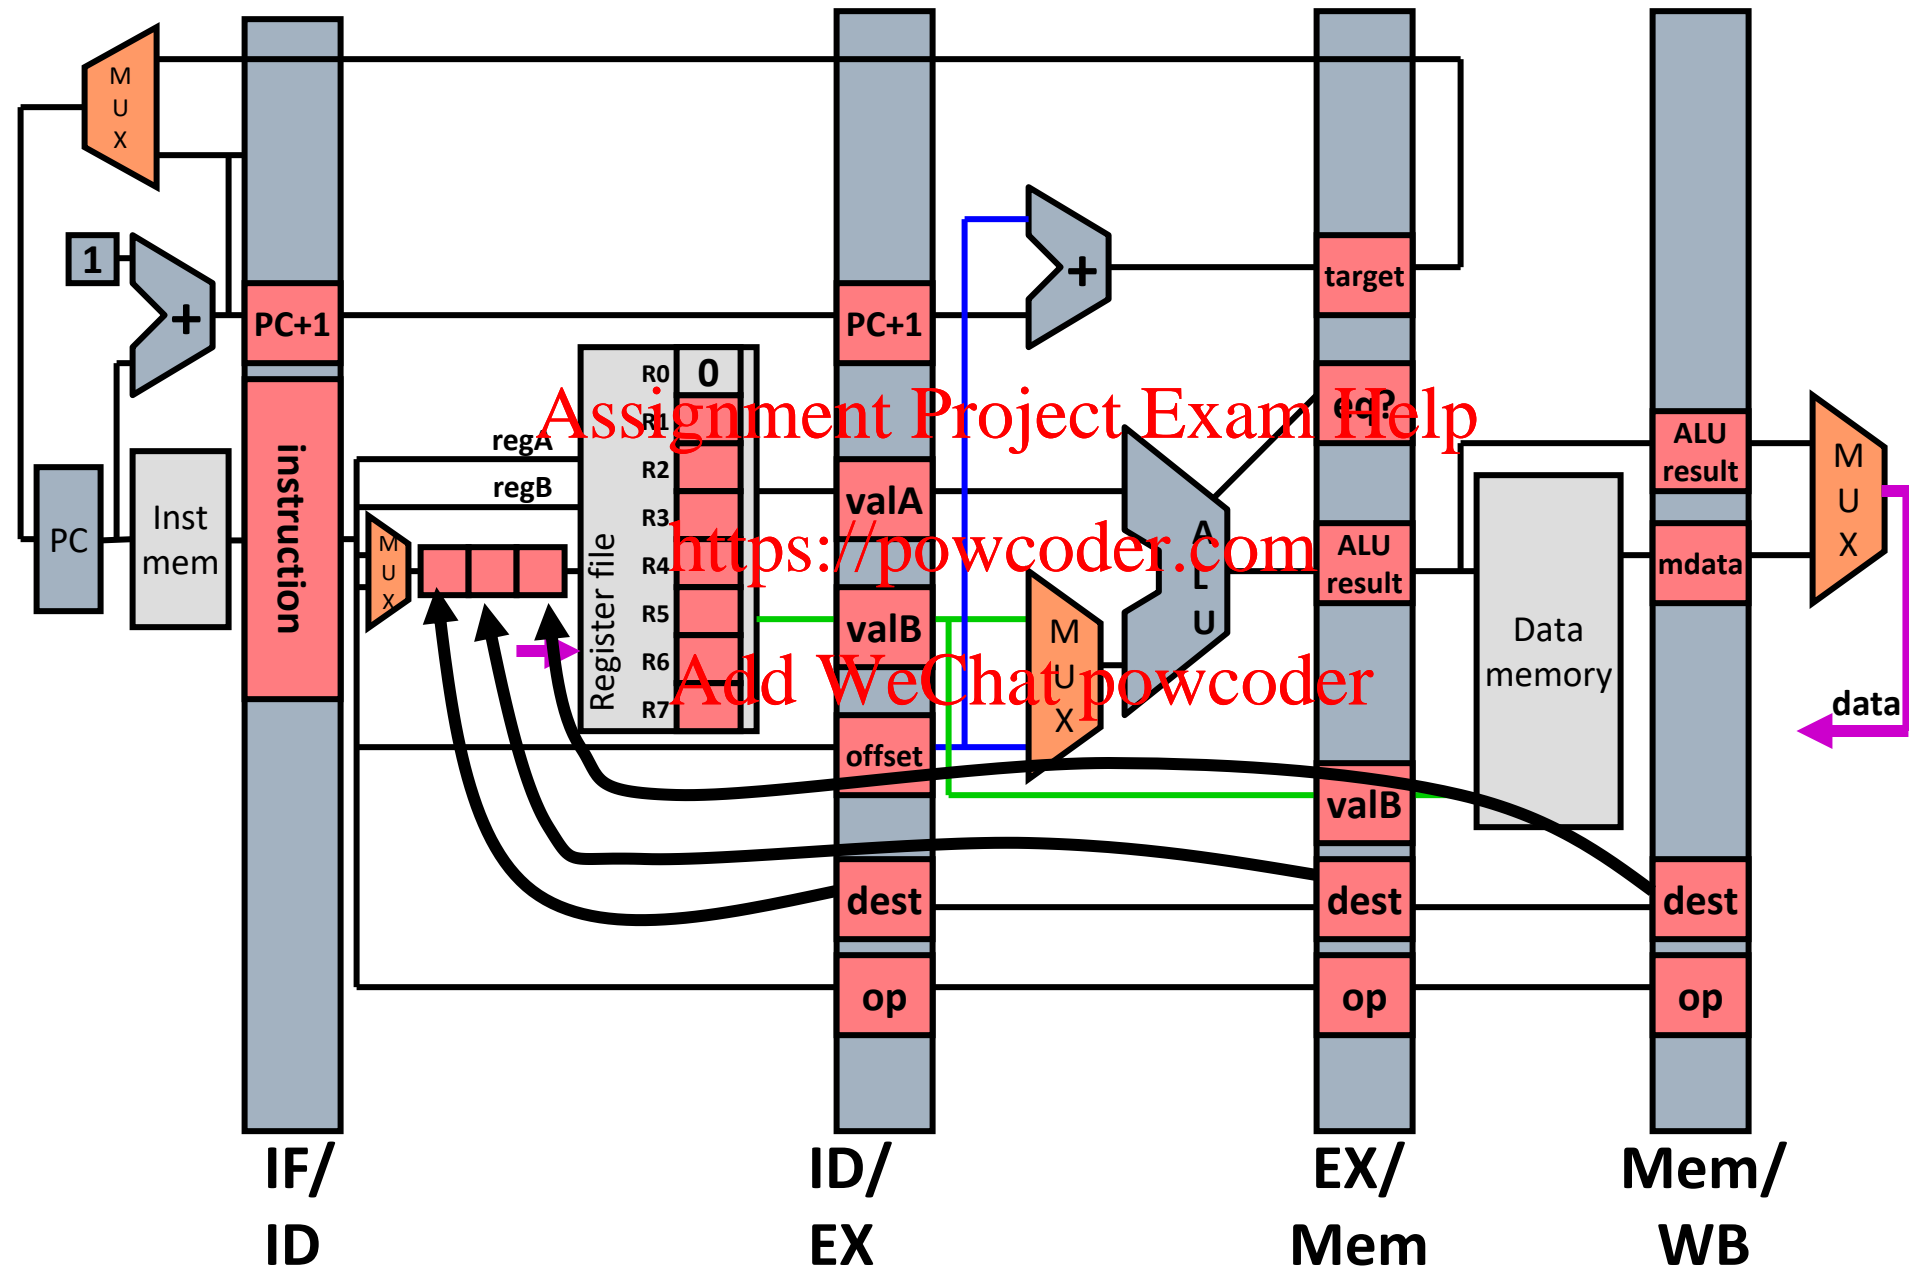 M
U
X
1
+
PC+1
PC
Inst
mem
instruction
regA
regB
M
U
X
Register file
R0
0
R1
R2
R3
R4
R5
R6
R7
PC+1
valA
valB
offset
dest
op
+
M
U
X
A
L
U
target
eq?
ALU
result
valB
dest
op
Data
memory
ALU
result
mdata
dest
op
M
U
X
data
Assignment Project Exam Help
https://powcoder.com
Add WeChat powcoder
IF/
ID
ID/
EX
EX/
Mem
Mem/
WB